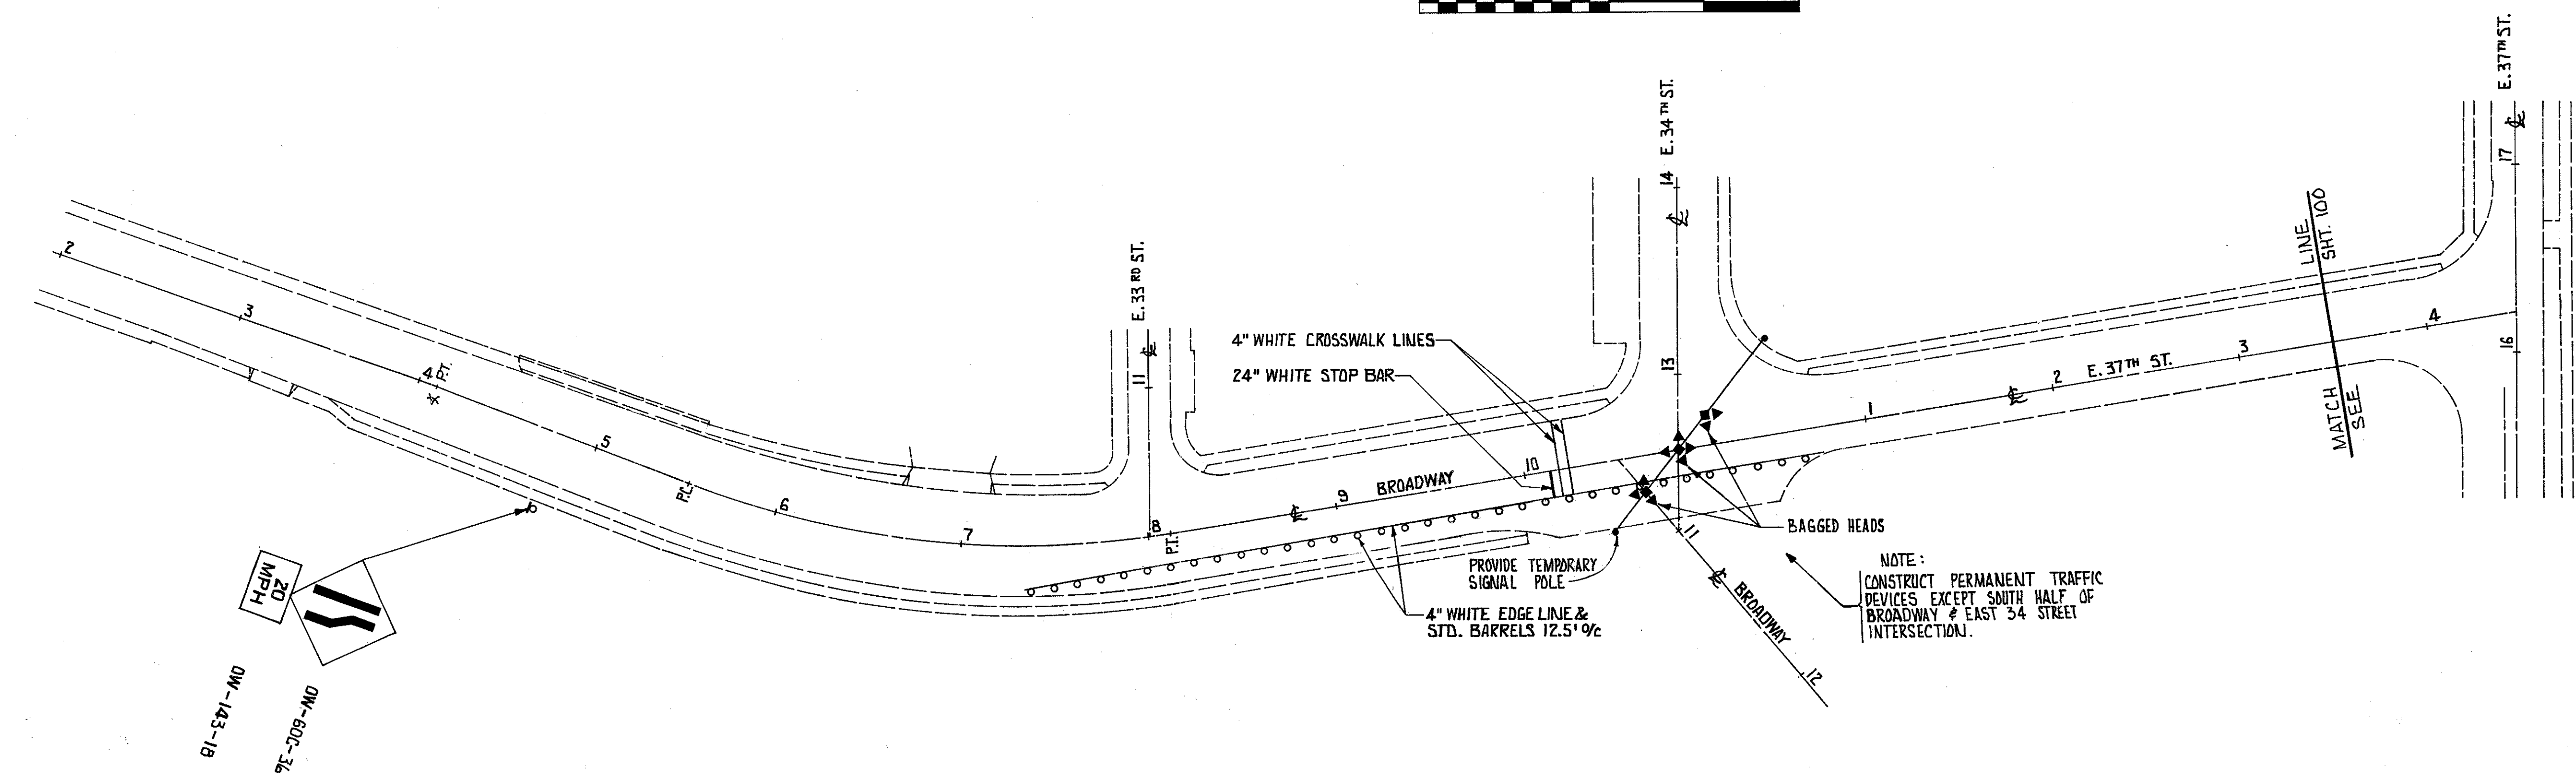 E. 37TH ST.
E. 34TH ST.
14
17
LINE
SHT. 100
2
3
4 P.T.
E. 33RD ST.
11
4" WHITE CROSSWALK LINES
24" WHITE STOP BAR
13
16
4
3
2
E. 37TH ST.
1
MATCH
SEE
5
P.C.
6
7
8
P.T.
9
BROADWAY
10
11
BAGGED HEADS
PROVIDE TEMPORARY
SIGNAL POLE
4" WHITE EDGE LINE &
STD. BARRELS 12.5' O/C
BROADWAY
12
NOTE:
CONSTRUCT PERMANENT TRAFFIC
DEVICES EXCEPT SOUTH HALF OF
BROADWAY & EAST 34 STREET
INTERSECTION.
20
MPH
OW-143-18
OW-60C-36